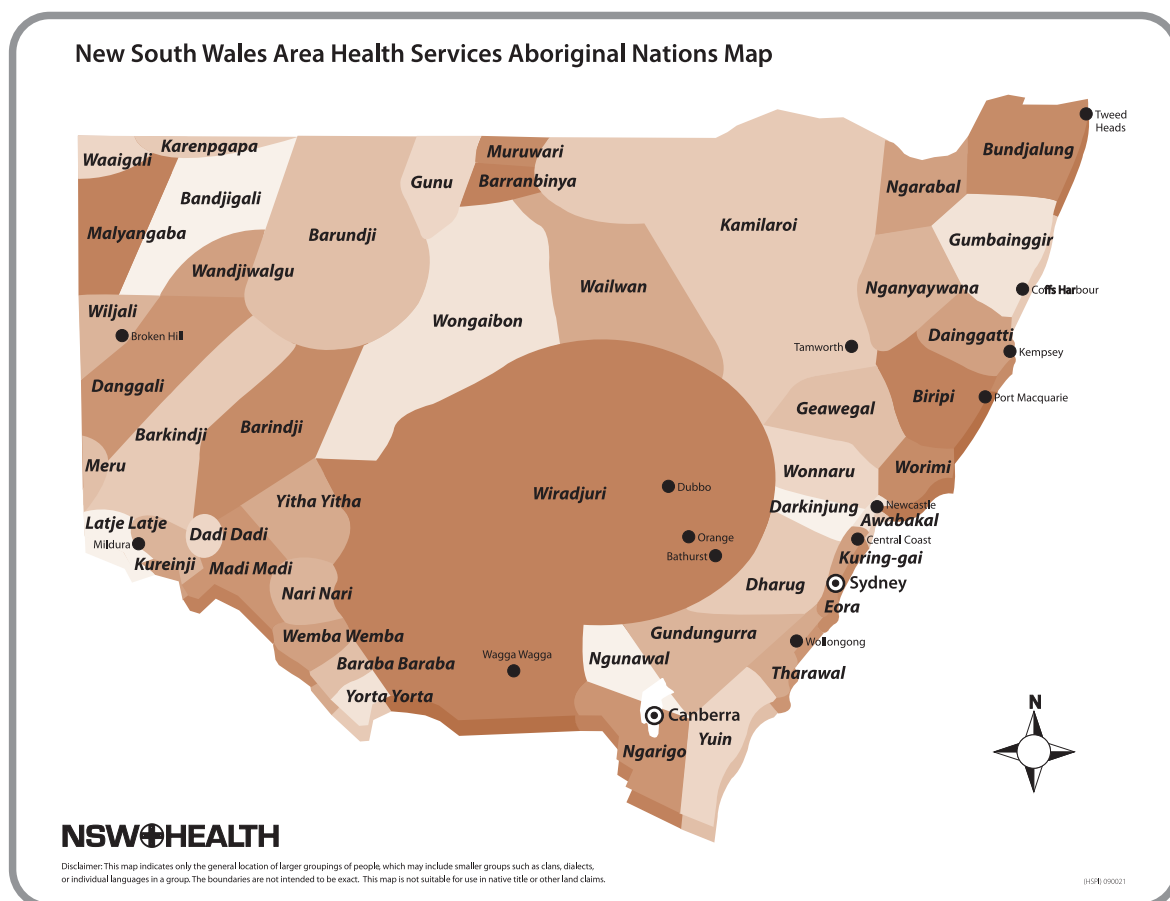 New South Wales Area Health Services Aboriginal Nations Map
Tweed
Heads
Karenpgapa
Waaigali
Muruwari
Bundjalung
Gunu
Barranbinya
Bandjigali
Ngarabal
Kamilaroi
Malyangaba
Barundji
Gumbainggir
Wandjiwalgu
Wailwan
Nganyaywana
Coffs Harbour
Wiljali
Wongaibon
Broken Hill
Dainggatti
Tamworth
Kempsey
Danggali
Biripi
Port Macquarie
Geawegal
Barkindji
Barindji
Meru
Wonnaru
Worimi
Wiradjuri
Dubbo
Yitha Yitha
Darkinjung
Newcastle
Latje Latje
Awabakal
Dadi Dadi
Mildura
Orange
Central Coast
Bathurst
Kureinji
Madi Madi
Kuring-gai
Dharug
Sydney
Nari Nari
Eora
Wemba Wemba
Gundungurra
Wollongong
Baraba Baraba
Wagga Wagga
Ngunawal
Tharawal
Yorta Yorta
Canberra
Yuin
Ngarigo
N
NSW HEALTH
Disclaimer: This map indicates only the general location of larger groupings of people, which may include smaller groups such as clans, dialects,
or individual languages in a group. The boundaries are not intended to be exact. This map is not suitable for use in native title or other land claims.
(HSPI) 090021